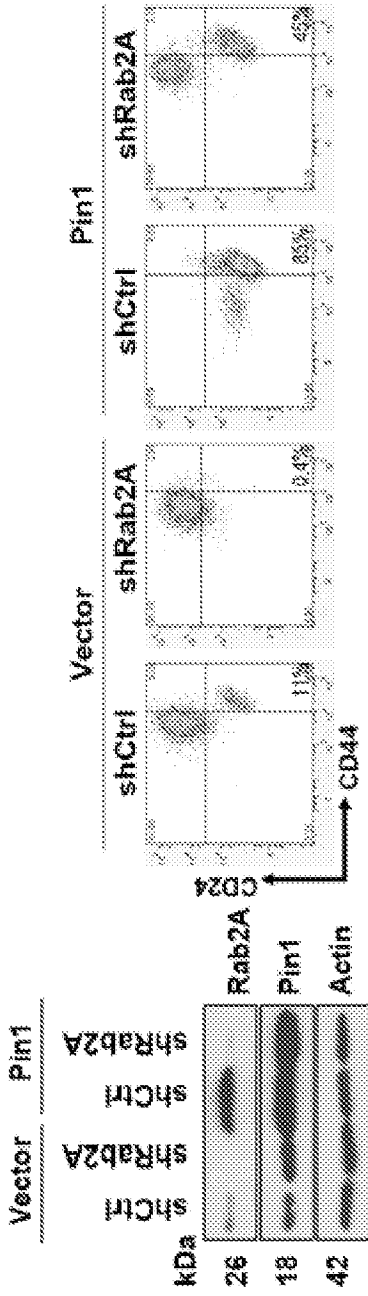 Vector Pin1
shCtrl shRab2A shCtrl shRab2A
kDa
26 Rab2A
18 Pin1
42 Actin
Vector Pin1
shCtrl shRab2A shCtrl shRab2A
11% 0.4% 85% 45%
CD24
CD44